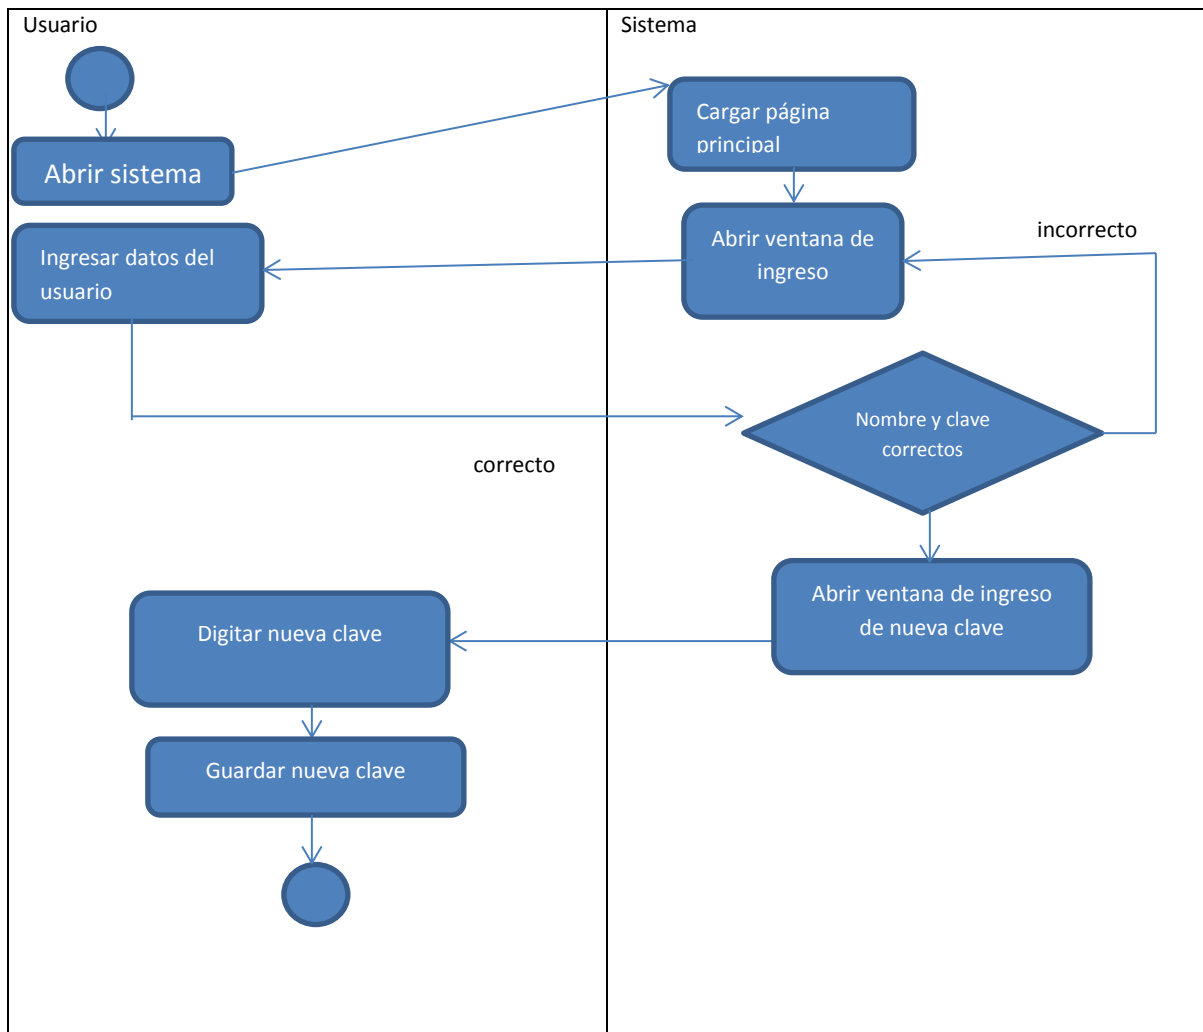 Usuario
Sistema
Cargar página
principal
Abrir sistema
Abrir ventana de
ingreso
incorrecto
Ingresar datos del
usuario
Nombre y clave
correctos
correcto
Abrir ventana de ingreso
de nueva clave
Digitar nueva clave
Guardar nueva clave